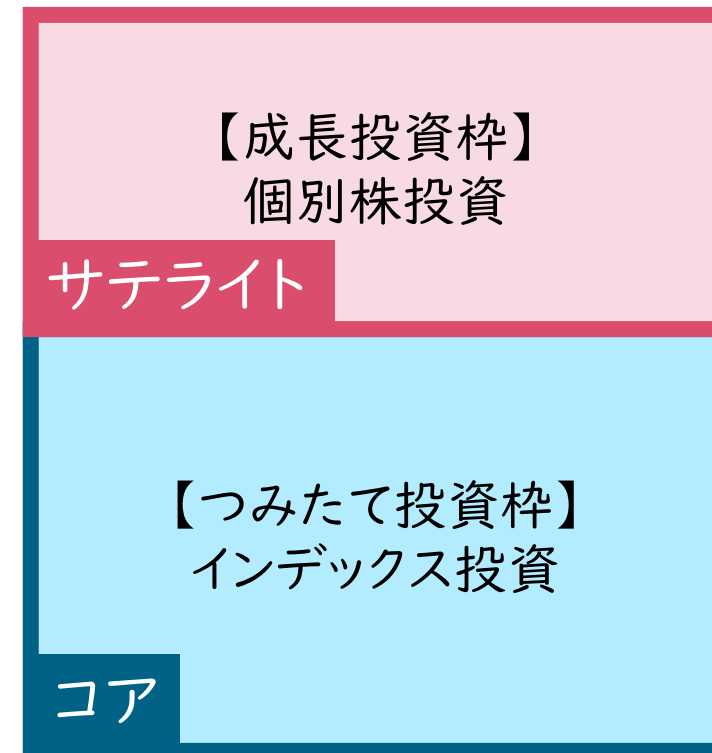 【成長投資枠】
個別株投資
サテライト
【つみたて投資枠】
インデックス投資
コア